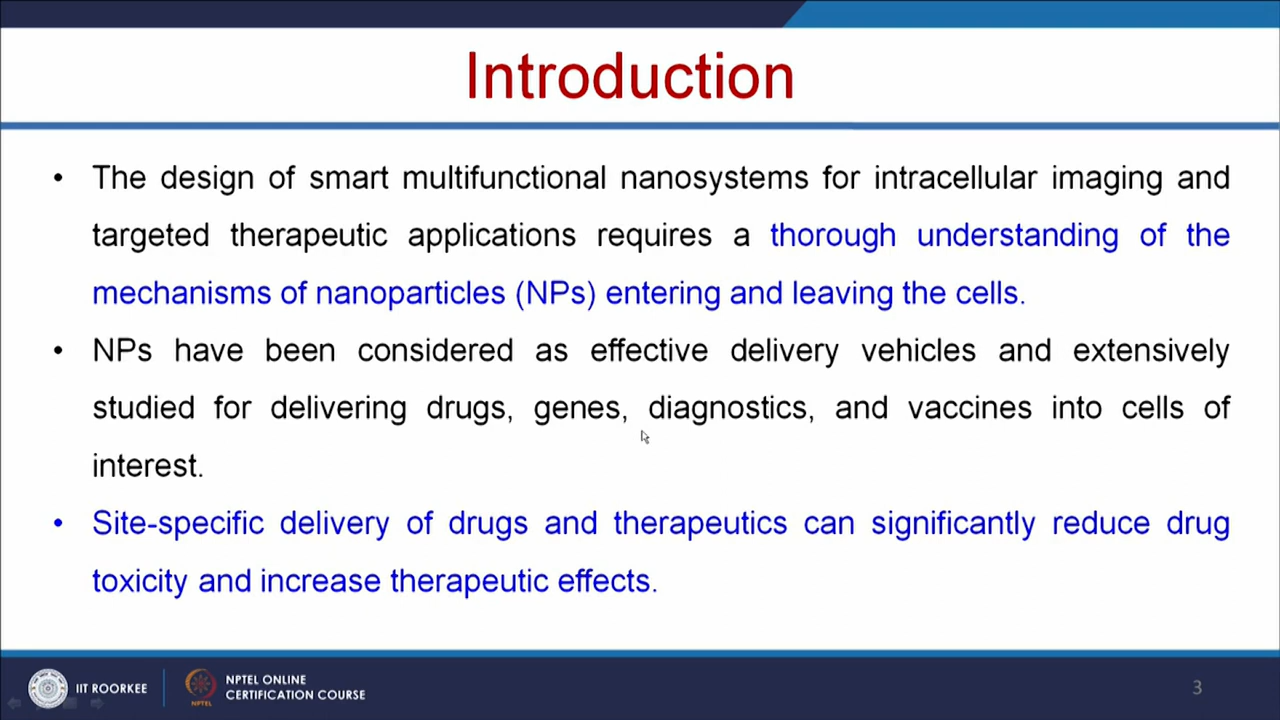 Introduction
• The design of smart multifunctional nanosystems for intracellular imaging and
targeted therapeutic applications requires a thorough understanding of the
mechanisms of nanoparticles (NPs) entering and leaving the cells.
• NPs have been considered as effective delivery vehicles and extensively
studied for delivering drugs, genes, diagnostics, and vaccines into cells of
interest.
• Site-specific delivery of drugs and therapeutics can significantly reduce drug
toxicity and increase therapeutic effects.
IIT ROORKEE
NPTEL
NPTEL ONLINE
CERTIFICATION COURSE
3